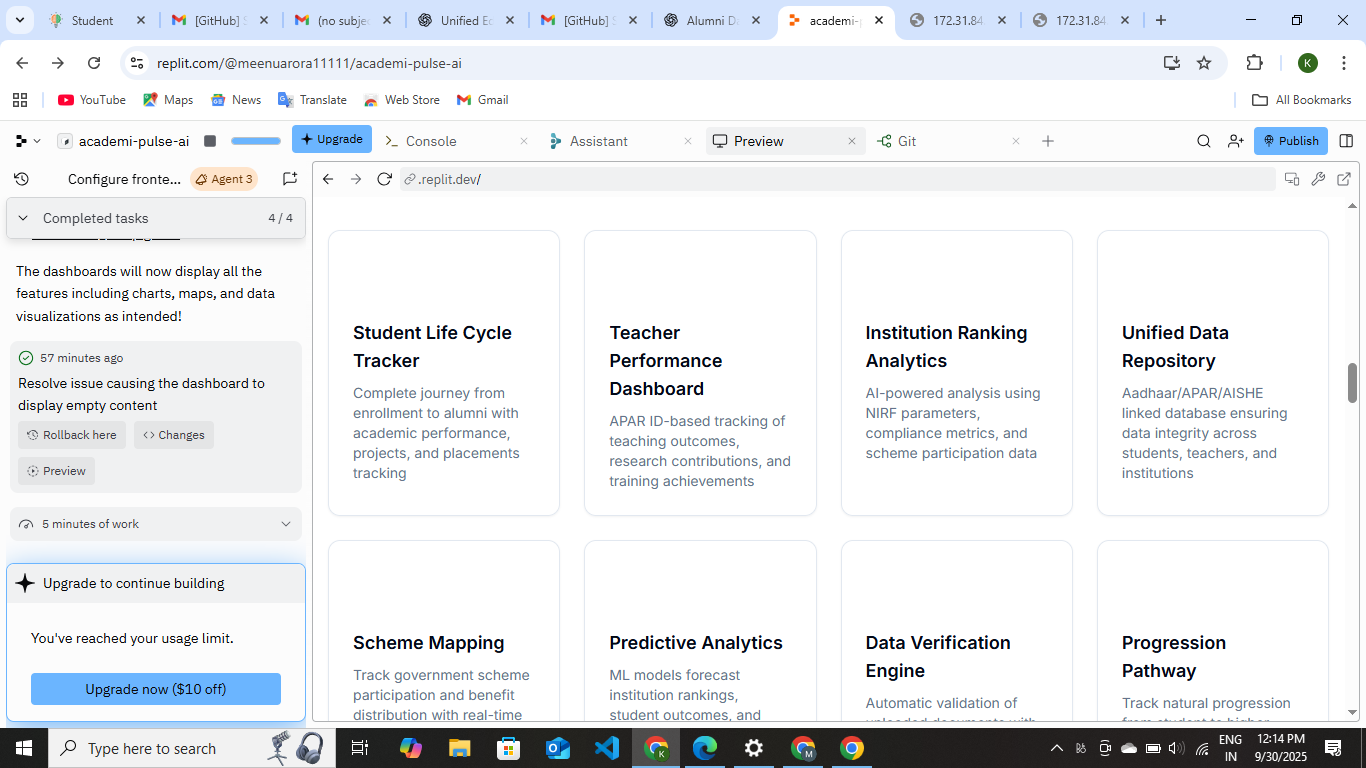 Student
[GitHub] S
(no subje
Unified Ec
[GitHub] S
Alumni Da
academi-p
172.31.84.
172.31.84.
replit.com/@meenuarora11111/academi-pulse-ai
K
YouTube
Maps
News
Translate
Web Store
Gmail
All Bookmarks
academi-pulse-ai
Upgrade
Console
Assistant
Preview
Git
Publish
Configure fronte...
Agent 3
.replit.dev/
Completed tasks
4 / 4
The dashboards will now display all the
features including charts, maps, and data
visualizations as intended!
57 minutes ago
Resolve issue causing the dashboard to
display empty content
Rollback here
Changes
Preview
5 minutes of work
Upgrade to continue building
You've reached your usage limit.
Upgrade now ($10 off)
Student Life Cycle
Tracker
Complete journey from
enrollment to alumni with
academic performance,
projects, and placements
tracking
Teacher
Performance
Dashboard
APAR ID-based tracking of
teaching outcomes,
research contributions, and
training achievements
Institution Ranking
Analytics
AI-powered analysis using
NIRF parameters,
compliance metrics, and
scheme participation data
Unified Data
Repository
Aadhaar/APAR/AISHE
linked database ensuring
data integrity across
students, teachers, and
institutions
Scheme Mapping
Track government scheme
participation and benefit
distribution with real-time
Predictive Analytics
ML models forecast
institution rankings,
student outcomes, and
Data Verification
Engine
Automatic validation of
uploaded documents with
Progression
Pathway
Track natural progression
from student to higher
Type here to search
K
M
ENG
IN
12:14 PM
9/30/2025